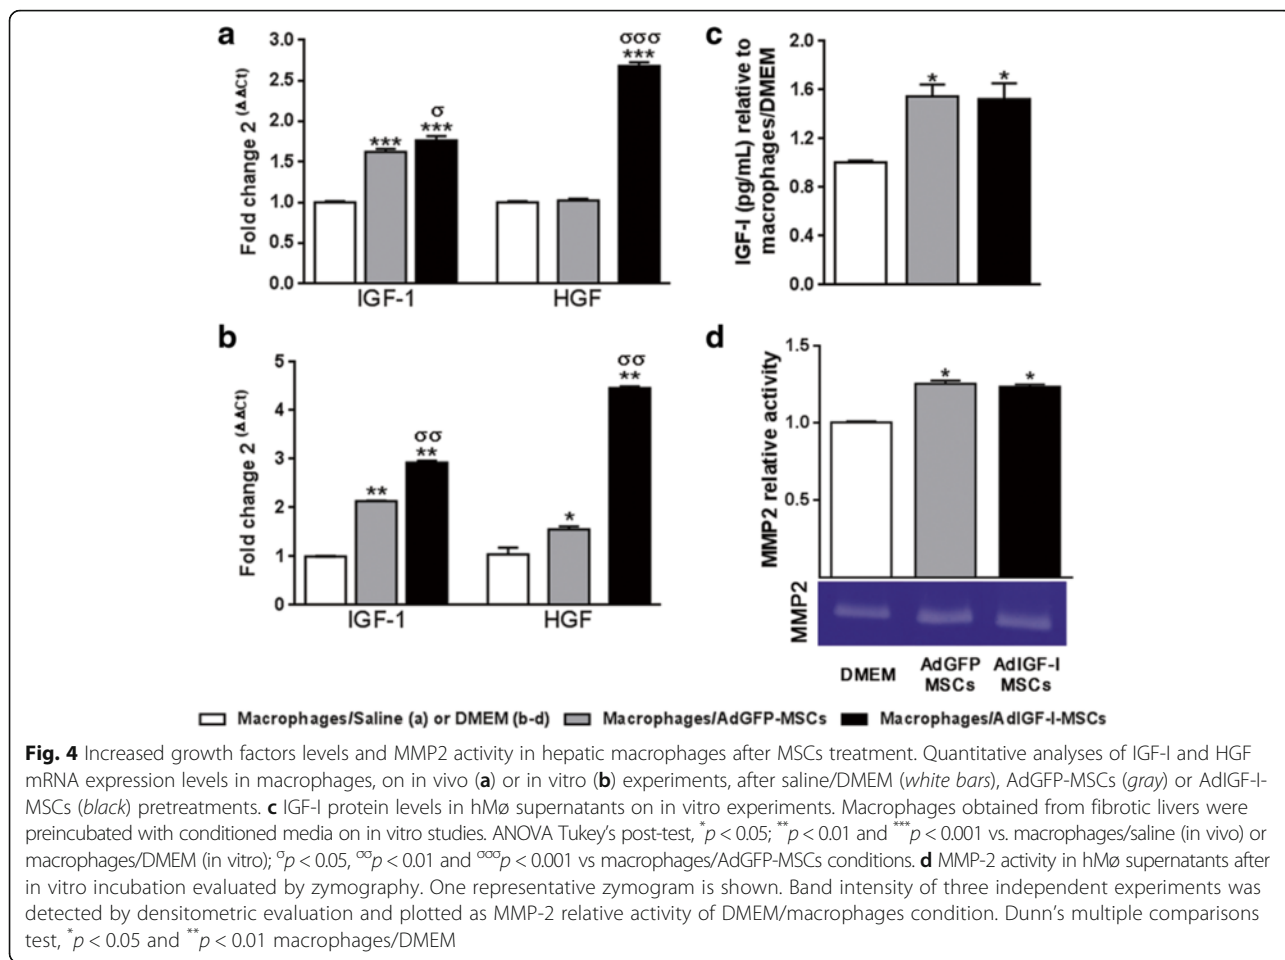 a
3.0
2.5
2.0
1.5
1.0
0.5
0.0
Fold change 2 (ΔΔCt)
***
σ
***
σσσ
***
IGF-1 HGF
c
2.0
1.6
1.2
0.8
0.4
0.0
IGF-I (pg/mL) relative to
macrophages/DMEM
* *
b
5
4
3
2
1
0
Fold change 2 (ΔΔCt)
**
σσ
**
*
σσ
**
IGF-1 HGF
d
1.5
1.0
0.5
MMP2 relative activity
* *
MMP2
DMEM
AdGFP
MSCs
AdIGF-I
MSCs
Macrophages/Saline (a) or DMEM (b-d) Macrophages/AdGFP-MSCs Macrophages/AdIGF-I-MSCs
Fig. 4 Increased growth factors levels and MMP2 activity in hepatic macrophages after MSCs treatment. Quantitative analyses of IGF-I and HGF
mRNA expression levels in macrophages, on in vivo (a) or in vitro (b) experiments, after saline/DMEM (white bars), AdGFP-MSCs (gray) or AdIGF-I-
MSCs (black) pretreatments. c IGF-I protein levels in hMø supernatants on in vitro experiments. Macrophages obtained from fibrotic livers were
preincubated with conditioned media on in vitro studies. ANOVA Tukey's post-test, *p < 0.05; **p < 0.01 and ***p < 0.001 vs. macrophages/saline (in vivo) or
macrophages/DMEM (in vitro); σp < 0.05, σσp < 0.01 and σσσp < 0.001 vs macrophages/AdGFP-MSCs conditions. d MMP-2 activity in hMø supernatants after
in vitro incubation evaluated by zymography. One representative zymogram is shown. Band intensity of three independent experiments was
detected by densitometric evaluation and plotted as MMP-2 relative activity of DMEM/macrophages condition. Dunn's multiple comparisons
test, *p < 0.05 and **p < 0.01 macrophages/DMEM